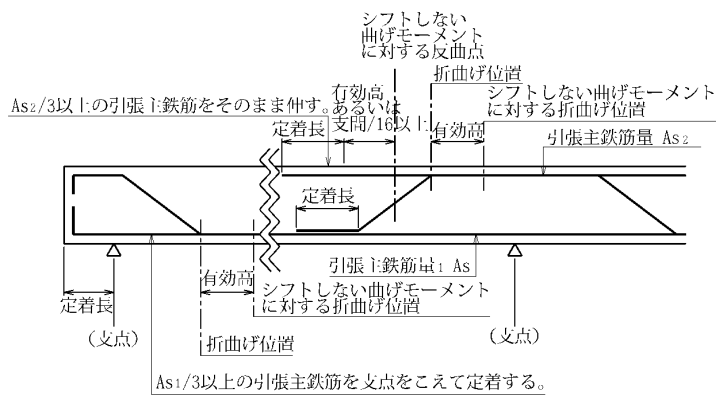 シフトしない
曲げモーメント
に対する反曲点
折曲げ位置
有効高
あるいは
支間/16以上
シフトしない曲げモーメント
に対する折曲げ位置
As2/3以上の引張主鉄筋をそのまま伸す。
定着長
有効高
引張主鉄筋量 As2
定着長
引張主鉄筋量1 As
有効高
シフトしない曲げモーメント
に対する折曲げ位置
定着長
(支点)
(支点)
折曲げ位置
As1/3以上の引張主鉄筋を支点をこえて定着する。